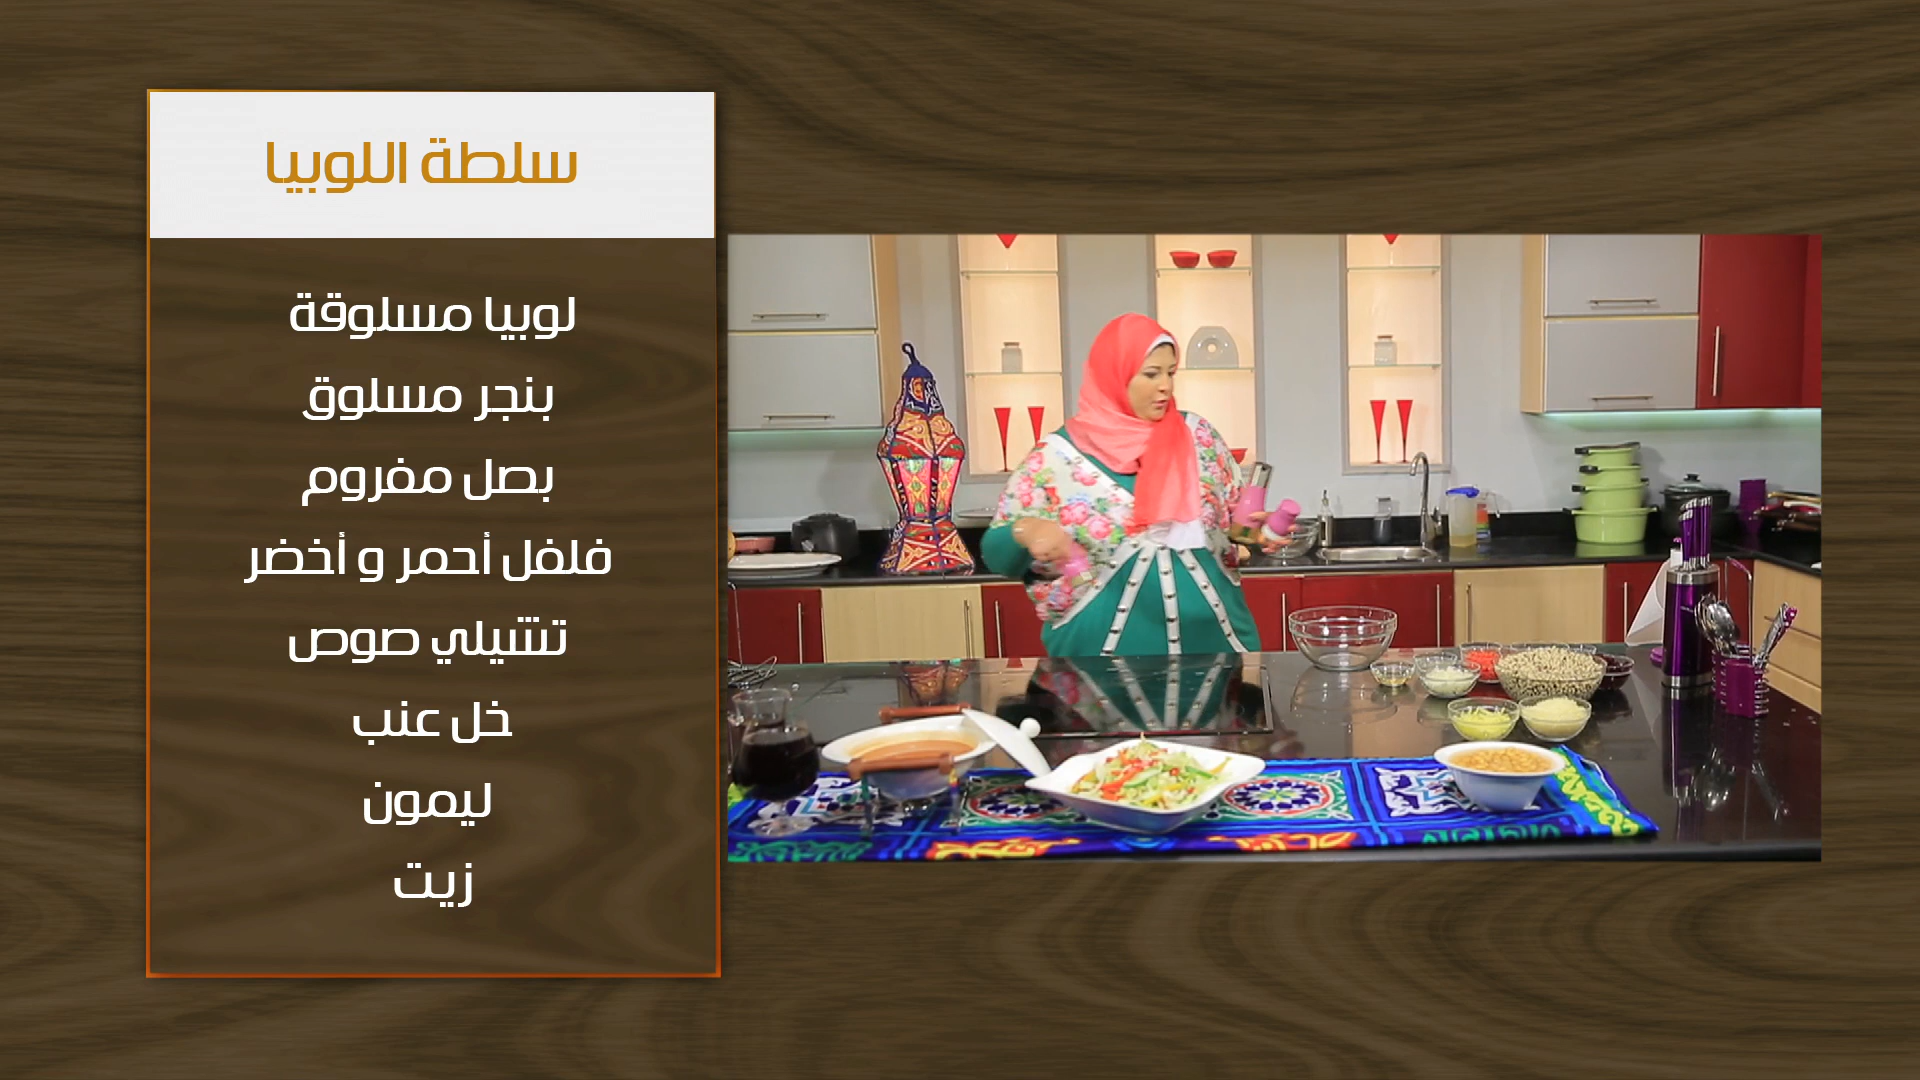 سلطة اللوبيا
لوبيا مسلوقة
بنجر مسلوق
بصل مفروم
فلفل أحمر و أخضر
تشيلي صوص
خل عنب
ليمون
زيت